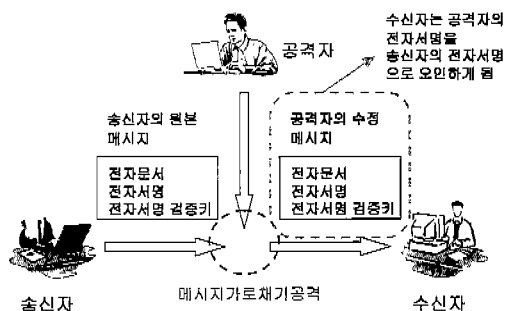 공격자
수신자는 공격자의
전자서명을
송신자의 전자서명
으로 오인하게 됨
송신자의 원본
메시지
전자문서
전자서명
전자서명 검증키
공격자의 수정
메시지
전자문서
전자서명
전자서명 검증키
송신자
메시지가로채기공격
수신자